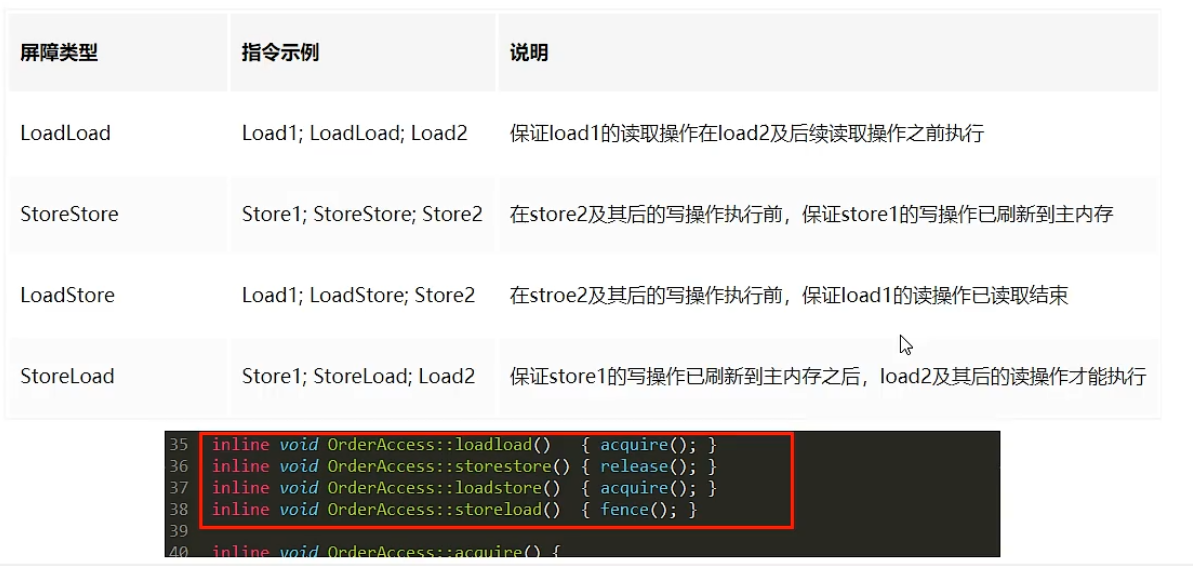 屏障类型 指令示例 说明
LoadLoad Load1; LoadLoad; Load2 保证load1的读取操作在load2及后续读取操作之前执行
StoreStore Store1; StoreStore; Store2 在store2及其后的写操作执行前，保证store1的写操作已刷新到主内存
LoadStore Load1; LoadStore; Store2 在stroe2及其后的写操作执行前，保证load1的读操作已读取结束
StoreLoad Store1; StoreLoad; Load2 保证store1的写操作已刷新到主内存之后，load2及其后的读操作才能执行
35 inline void OrderAccess::loadload() { acquire(); }
36 inline void OrderAccess::storestore() { release(); }
37 inline void OrderAccess::loadstore() { acquire(); }
38 inline void OrderAccess::storeload() { fence(); }
39
40 inline void OrderAccess::acquire() {